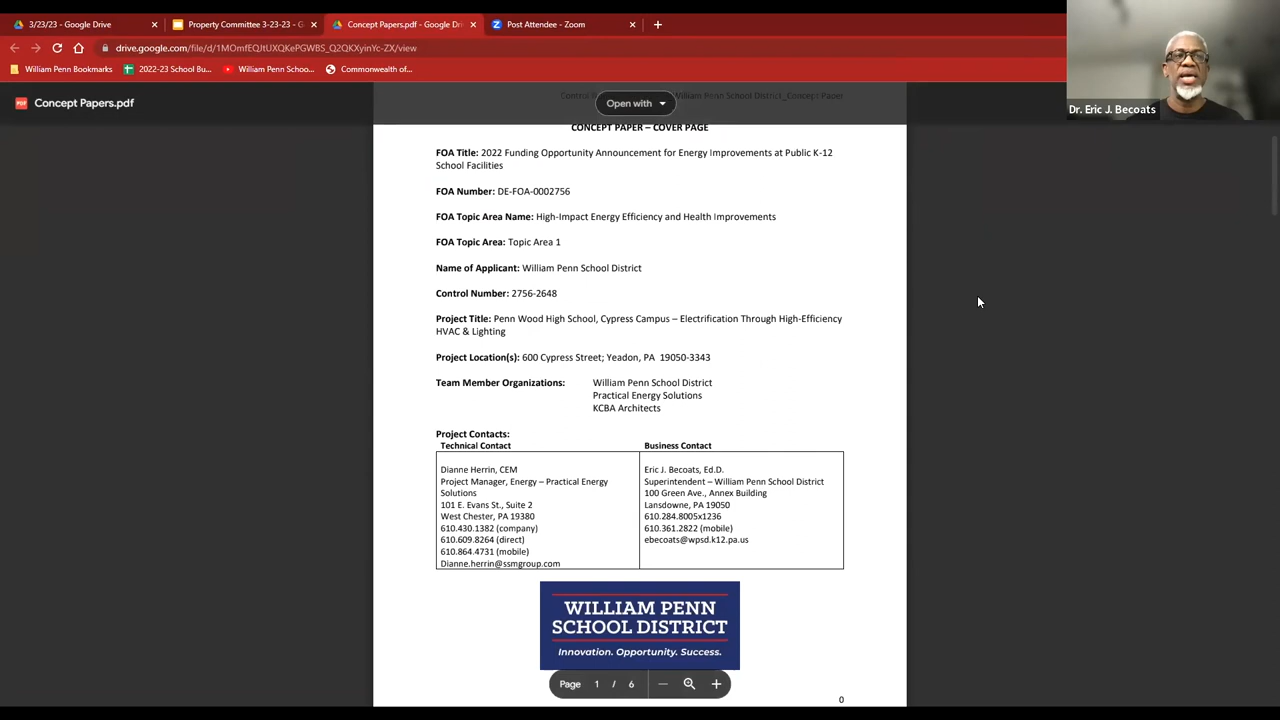 3/23/23 - Google Drive
Property Committee 3-23-23 - G
Concept Papers.pdf - Google Dri
Post Attendee - Zoom
drive.google.com/file/d/1MOmfEQJtUXQKePGWBS_Q2QKXyinYc-ZX/view
William Penn Bookmarks
2022-23 School Bu...
William Penn Schoo...
Commonwealth of...
Concept Papers.pdf
Open with
William Penn School District_Concept Paper
Dr. Eric J. Becoats
CONCEPT PAPER – COVER PAGE
FOA Title: 2022 Funding Opportunity Announcement for Energy Improvements at Public K-12
School Facilities
FOA Number: DE-FOA-0002756
FOA Topic Area Name: High-Impact Energy Efficiency and Health Improvements
FOA Topic Area: Topic Area 1
Name of Applicant: William Penn School District
Control Number: 2756-2648
Project Title: Penn Wood High School, Cypress Campus – Electrification Through High-Efficiency
HVAC & Lighting
Project Location(s): 600 Cypress Street; Yeadon, PA 19050-3343
Team Member Organizations: William Penn School District
Practical Energy Solutions
KCBA Architects
Project Contacts:
Technical Contact
Dianne Herrin, CEM
Project Manager, Energy – Practical Energy
Solutions
101 E. Evans St., Suite 2
West Chester, PA 19380
610.430.1382 (company)
610.609.8264 (direct)
610.864.4731 (mobile)
Dianne.herrin@ssmgroup.com
Business Contact
Eric J. Becoats, Ed.D.
Superintendent – William Penn School District
100 Green Ave., Annex Building
Lansdowne, PA 19050
610.284.8005x1236
610.361.2822 (mobile)
ebecoats@wpsd.k12.pa.us
WILLIAM PENN
SCHOOL DISTRICT
Innovation. Opportunity. Success.
Page 1 / 6
0